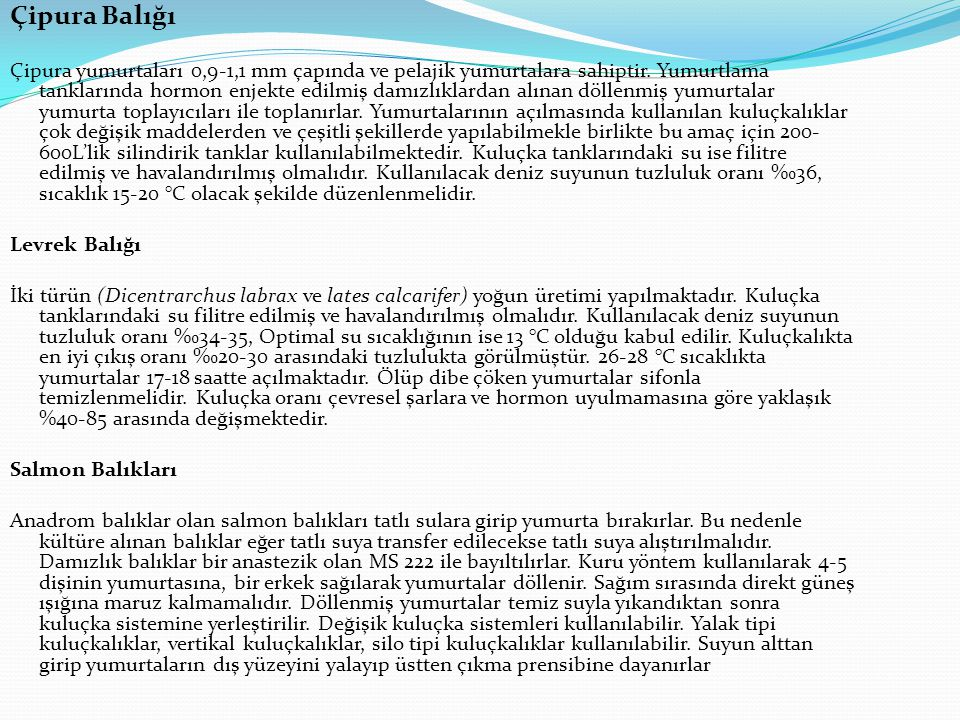 Çipura Balığı
Çipura yumurtaları 0,9-1,1 mm çapında ve pelajik yumurtalara sahiptir. Yumurtlama
tanklarında hormon enjekte edilmiş damızlıklardan alınan döllenmiş yumurtalar
yumurta toplayıcıları ile toplanırlar. Yumurtalarının açılmasında kullanılan kuluçkalıklar
çok değişik maddelerden ve çeşitli şekillerde yapılabilmekle birlikte bu amaç için 200-
600L’lik silindirik tanklar kullanılabilmektedir. Kuluçka tanklarındaki su ise filitre
edilmiş ve havalandırılmış olmalıdır. Kullanılacak deniz suyunun tuzluluk oranı ‰36,
sıcaklık 15-20 °C olacak şekilde düzenlenmelidir.
Levrek Balığı
İki türün (Dicentrarchus labrax ve lates calcarifer) yoğun üretimi yapılmaktadır. Kuluçka
tanklarındaki su filitre edilmiş ve havalandırılmış olmalıdır. Kullanılacak deniz suyunun
tuzluluk oranı ‰34-35, Optimal su sıcaklığının ise 13 °C olduğu kabul edilir. Kuluçkalıkta
en iyi çıkış oranı ‰20-30 arasındaki tuzlulukta görülmüştür. 26-28 °C sıcaklıkta
yumurtalar 17-18 saatte açılmaktadır. Ölüp dibe çöken yumurtalar sifonla
temizlenmelidir. Kuluçka oranı çevresel şarlara ve hormon uyulmamasına göre yaklaşık
%40-85 arasında değişmektedir.
Salmon Balıkları
Anadrom balıklar olan salmon balıkları tatlı sulara girip yumurta bırakırlar. Bu nedenle
kültüre alınan balıklar eğer tatlı suya transfer edilecekse tatlı suya alıştırılmalıdır.
Damızlık balıklar bir anastezik olan MS 222 ile bayıltılırlar. Kuru yöntem kullanılarak 4-5
dişinin yumurtasına, bir erkek sağılarak yumurtalar döllenir. Sağım sırasında direkt güneş
ışığına maruz kalmamalıdır. Döllenmiş yumurtalar temiz suyla yıkandıktan sonra
kuluçka sistemine yerleştirilir. Değişik kuluçka sistemleri kullanılabilir. Yalak tipi
kuluçkalıklar, vertikal kuluçkalıklar, silo tipi kuluçkalıklar kullanılabilir. Suyun alttan
girip yumurtaların dış yüzeyini yalayıp üstten çıkma prensibine dayanırlar